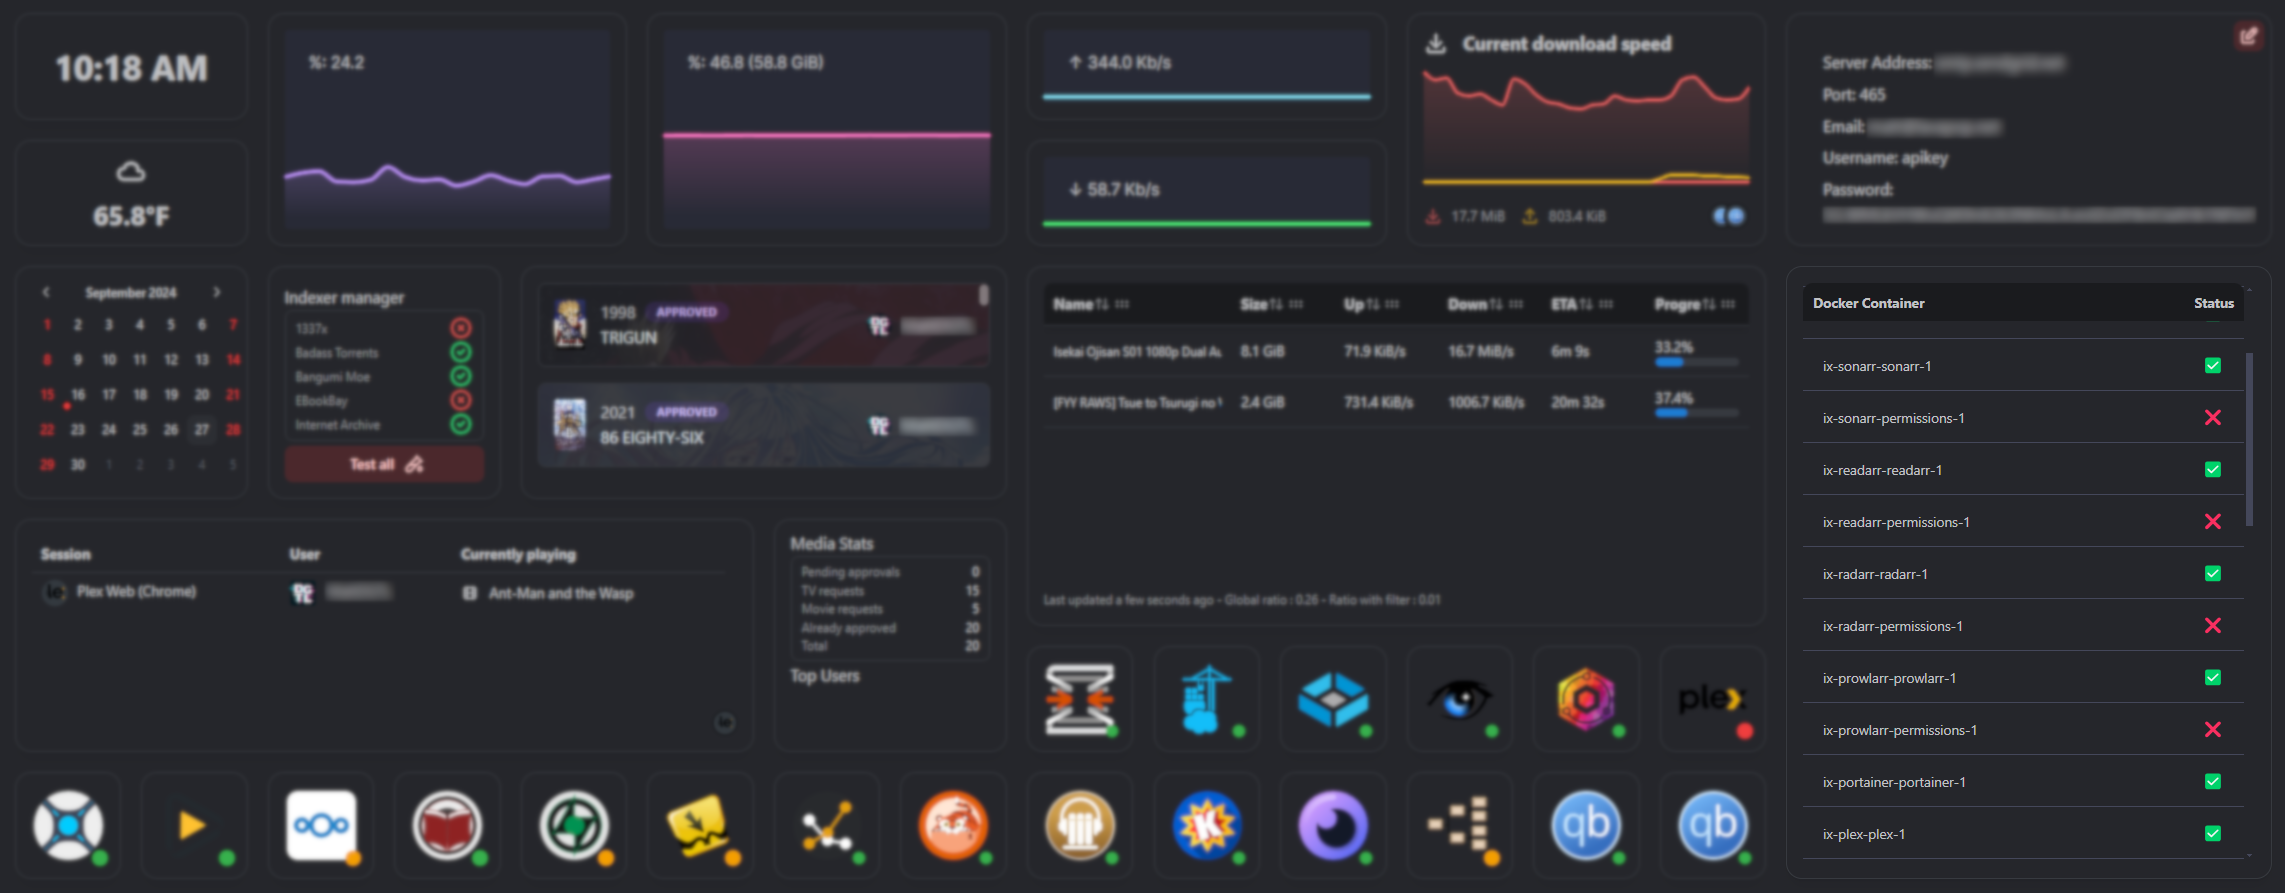 10:18 AM
65.8°F
%: 24.2
%: 46.8 (58.8 GiB)
↑ 344.0 Kb/s
↓ 58.7 Kb/s
Current download speed
17.7 MiB 803.4 KiB
Server Address:
Port: 465
Email:
Username: apikey
Password:
September 2024
1 2 3 4 5 6 7
8 9 10 11 12 13 14
15 16 17 18 19 20 21
22 23 24 25 26 27 28
29 30 1 2 3 4 5
Indexer manager
1337x
Badass Torrents
Bangumi Moe
EBookBay
Internet Archive
Test all
1998 APPROVED
TRIGUN
2021 APPROVED
86 EIGHTY-SIX
Name Size Up Down ETA Progre
Isekai Ojisan S01 1080p Dual Au 8.1 GiB 71.9 KiB/s 16.7 MiB/s 6m 9s 33.2%
[FYY RAWS] Tsue to Tsurugi no 2.4 GiB 731.4 KiB/s 1006.7 KiB/s 20m 32s 37.4%
Last updated a few seconds ago - Global ratio : 0.26 - Ratio with filter : 0.01
Session User Currently playing
Plex Web (Chrome) Ant-Man and the Wasp
Media Stats
Pending approvals 0
TV requests 15
Movie requests 5
Already approved 20
Total 20
Top Users
plex
K
qb
qb
Docker Container Status
ix-sonarr-sonarr-1
ix-sonarr-permissions-1
ix-readarr-readarr-1
ix-readarr-permissions-1
ix-radarr-radarr-1
ix-radarr-permissions-1
ix-prowlarr-prowlarr-1
ix-prowlarr-permissions-1
ix-portainer-portainer-1
ix-plex-plex-1